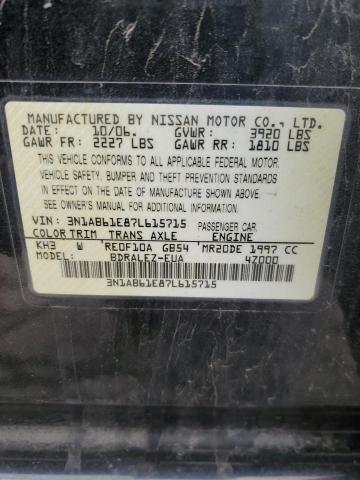 MANUFACTURED BY NISSAN MOTOR CO., LTD.
DATE: 10/06. GVWR: 3920 LBS
GAWR FR: 2227 LBS GAWR RR: 1810 LBS
THIS VEHICLE CONFORMS TO ALL APPLICABLE FEDERAL MOTOR
VEHICLE SAFETY, BUMPER AND THEFT PREVENTION STANDARDS
IN EFFECT ON THE DATE OF MANUFACTURE SHOWN ABOVE.
SEE OWNER'S MANUAL FOR ADDITIONAL INFORMATION.
VIN: 3N1AB61E87L615715 PASSENGER CAR.
COLOR TRIM TRANS AXLE ENGINE
KH3 W RE0F10A GB54 'MR20DE 1997 CC
MODEL: BDRALEZ-EUA 4Z000
3N1AB61E87L615715